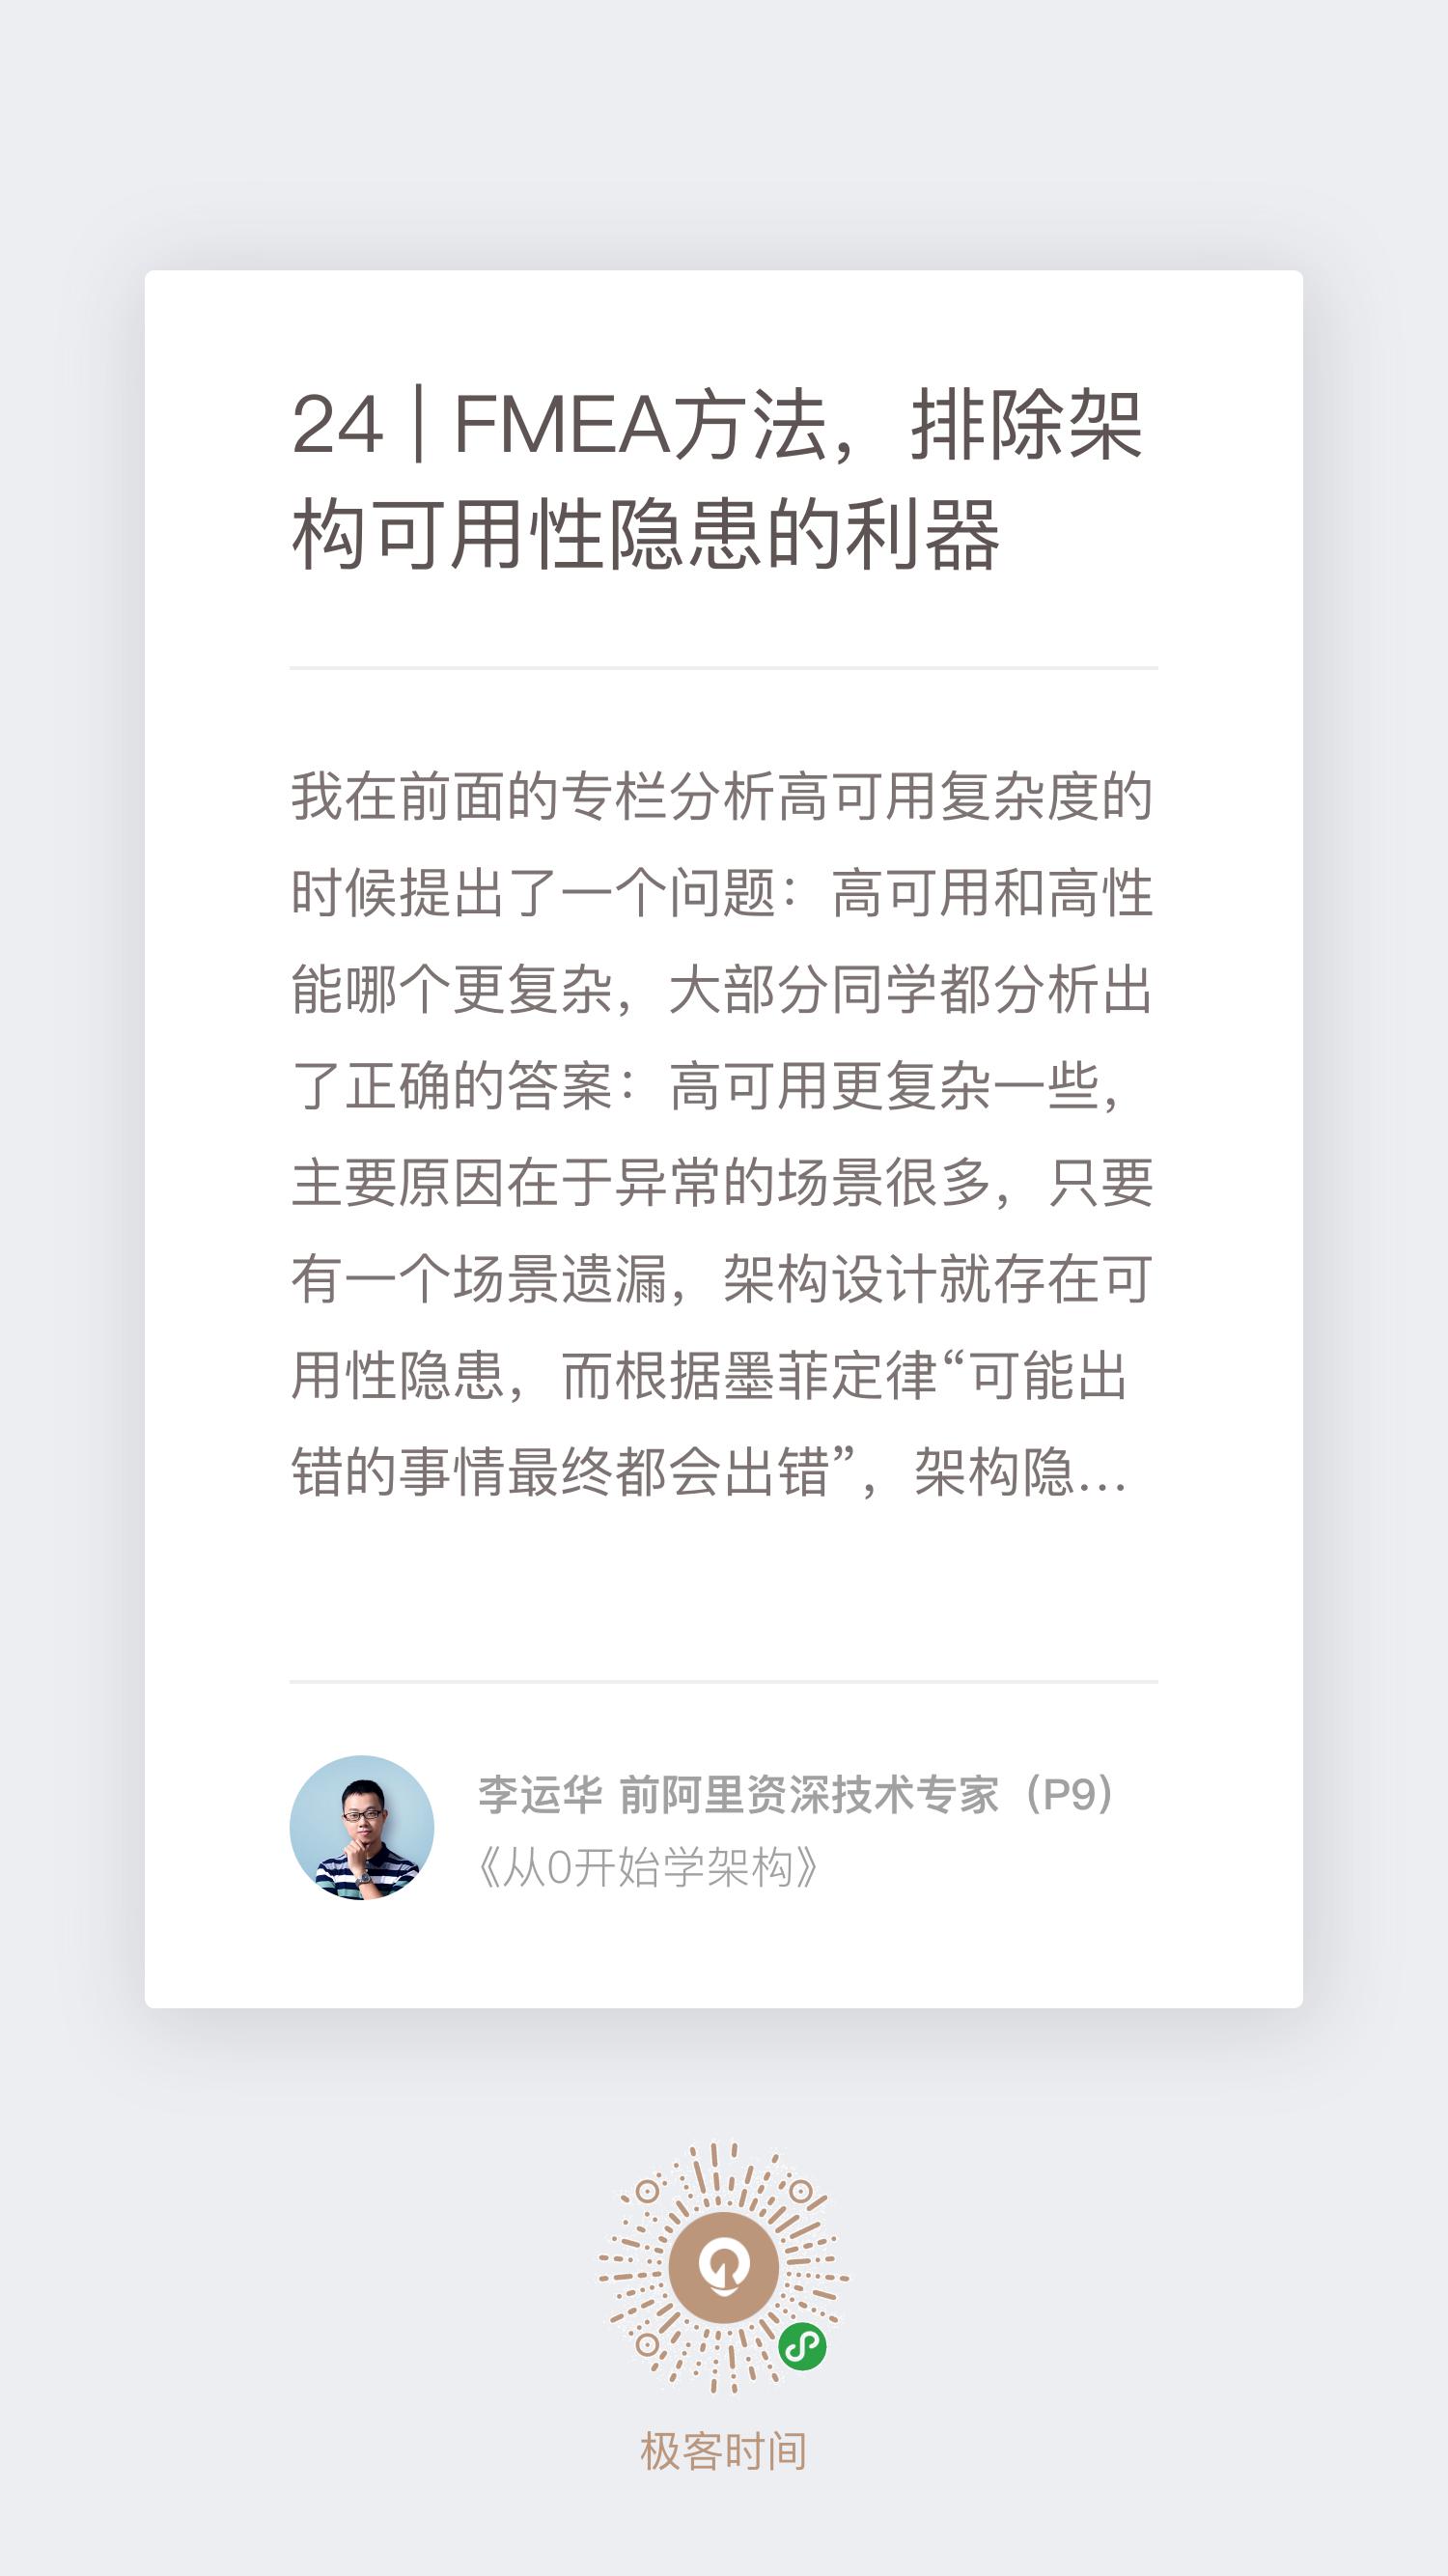 24 | FMEA方法，排除架
构可用性隐患的利器
我在前面的专栏分析高可用复杂度的
时候提出了一个问题：高可用和高性
能哪个更复杂，大部分同学都分析出
了正确的答案：高可用更复杂一些，
主要原因在于异常的场景很多，只要
有一个场景遗漏，架构设计就存在可
用性隐患，而根据墨菲定律“可能出
错的事情最终都会出错”，架构隐...
李运华 前阿里资深技术专家（P9）
《从0开始学架构》
极客时间